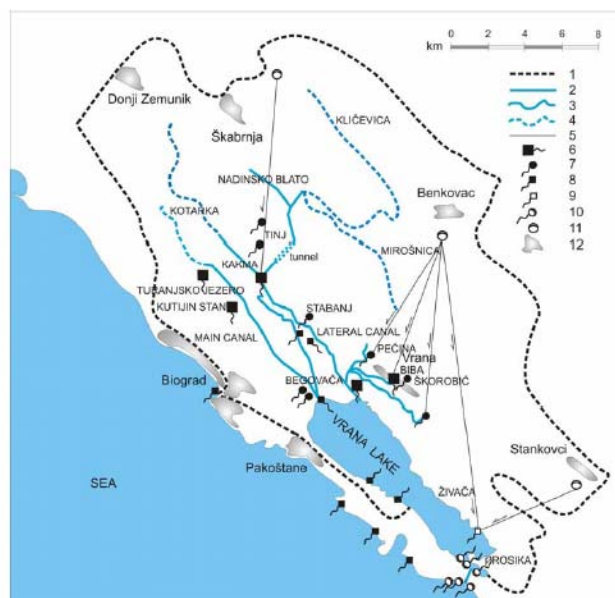 0 2 4 6 8
km
1
2
3
4
5
6
7
8
9
10
11
12
Donji Zemunik
Škabrnja
KLIČEVICA
NADINSKO BLATO
Benkovac
KOTARKA
TINJ
MIROŠNICA
tunnel
KAKMA
TURANJSKO JEZERO
KUTIJIN STAN
STABANJ
LATERAL CANAL
MAIN CANAL
PEĆINA
Vrana
BIBA
ŠKOROBIĆ
Biograd
BEGOVAČA
VRANA LAKE
Stankovci
Pakoštane
SEA
ŽIVAČA
PROSIKA